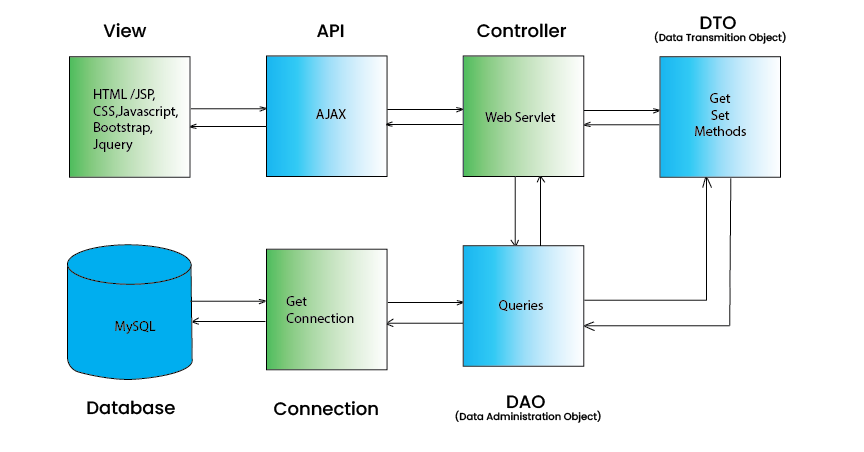 View
API
Controller
DTO
(Data Transmition Object)
HTML /JSP,
CSS,Javascript,
Bootstrap,
Jquery
AJAX
Web Servlet
Get
Set
Methods
MySQL
Get
Connection
Queries
Database
Connection
DAO
(Data Administration Object)